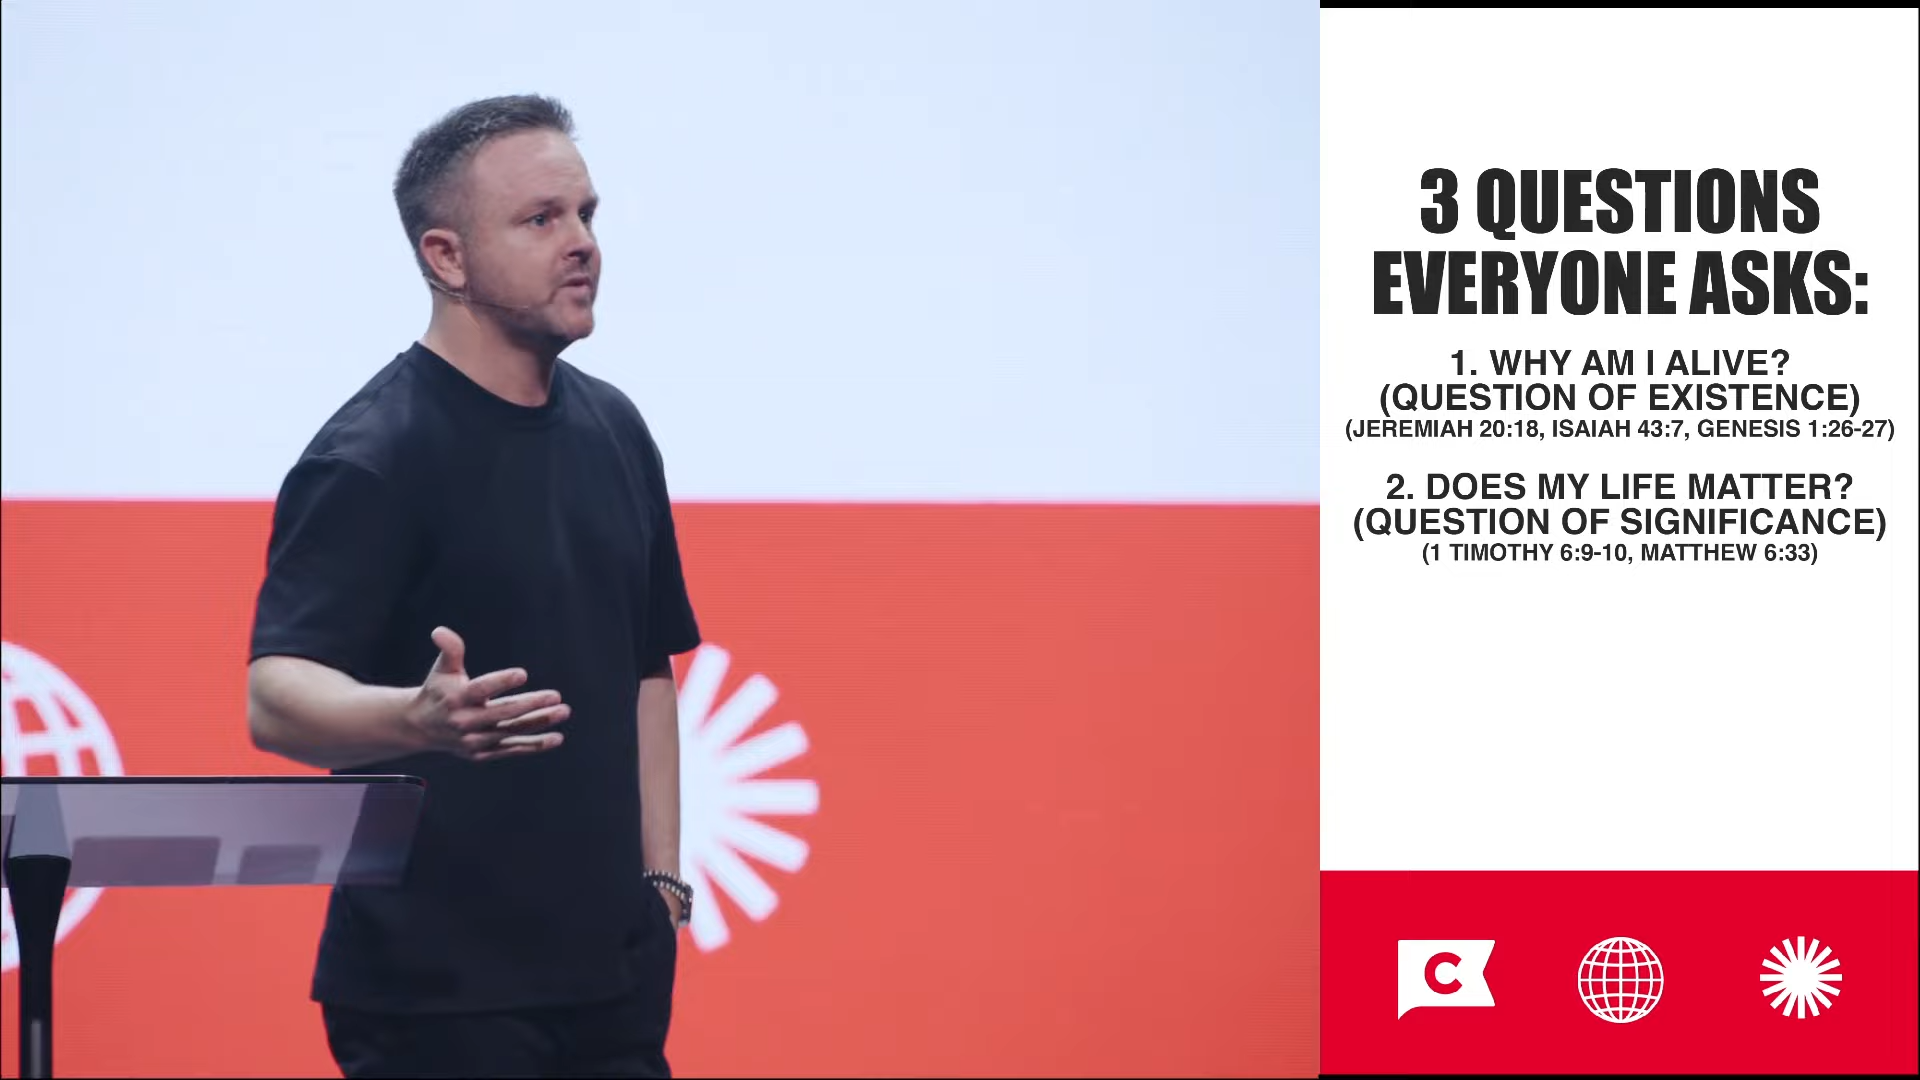 3 QUESTIONS
EVERYONE ASKS:
1. WHY AM I ALIVE?
(QUESTION OF EXISTENCE)
(JEREMIAH 20:18, ISAIAH 43:7, GENESIS 1:26-27)
2. DOES MY LIFE MATTER?
(QUESTION OF SIGNIFICANCE)
(1 TIMOTHY 6:9-10, MATTHEW 6:33)
C